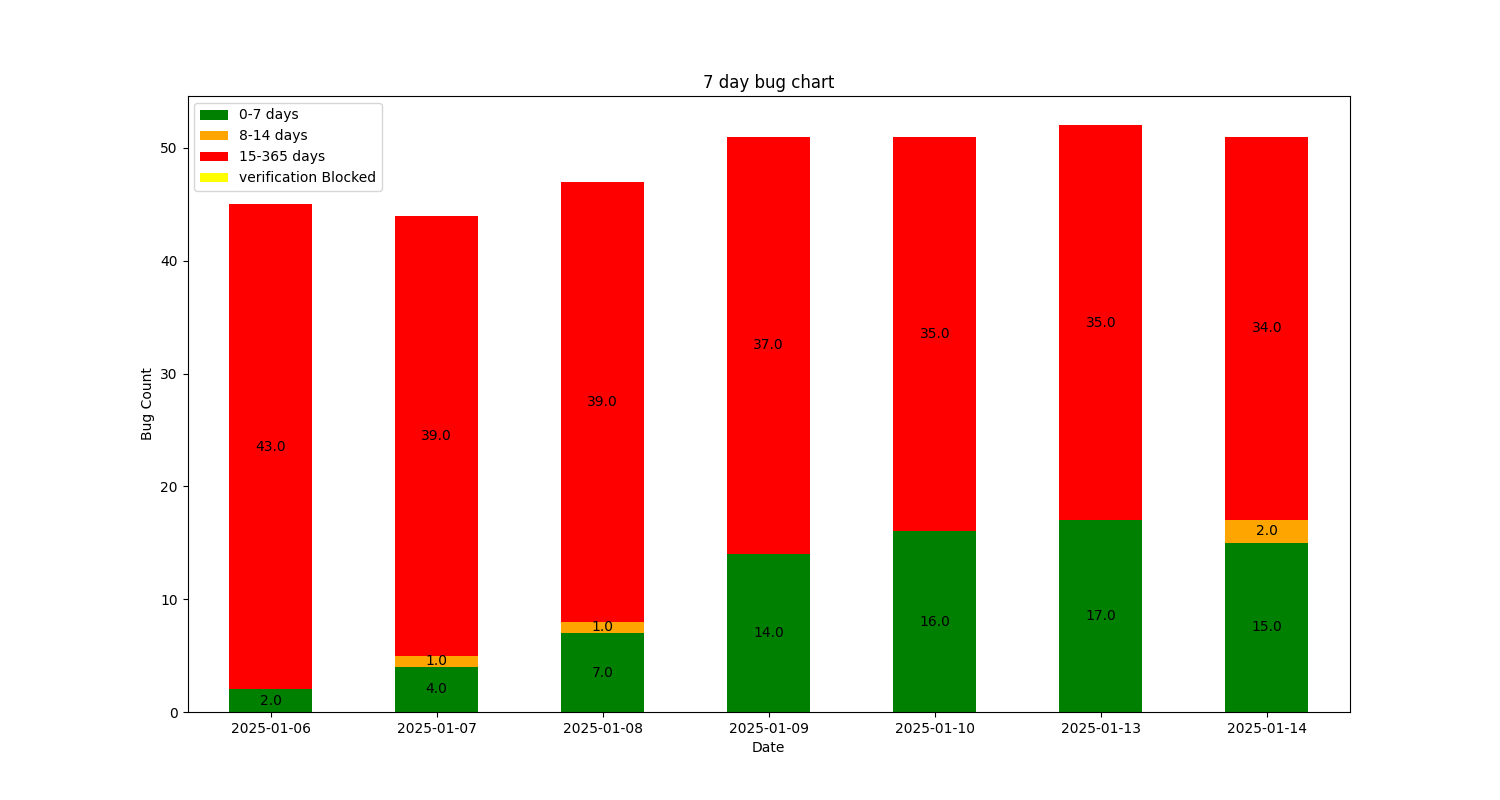 7 day bug chart
0-7 days
8-14 days
15-365 days
verification Blocked
Bug Count
50
40
30
20
10
0
43.0
2.0
39.0
1.0
4.0
39.0
1.0
7.0
37.0
14.0
35.0
16.0
35.0
17.0
34.0
2.0
15.0
2025-01-06 2025-01-07 2025-01-08 2025-01-09 2025-01-10 2025-01-13 2025-01-14
Date